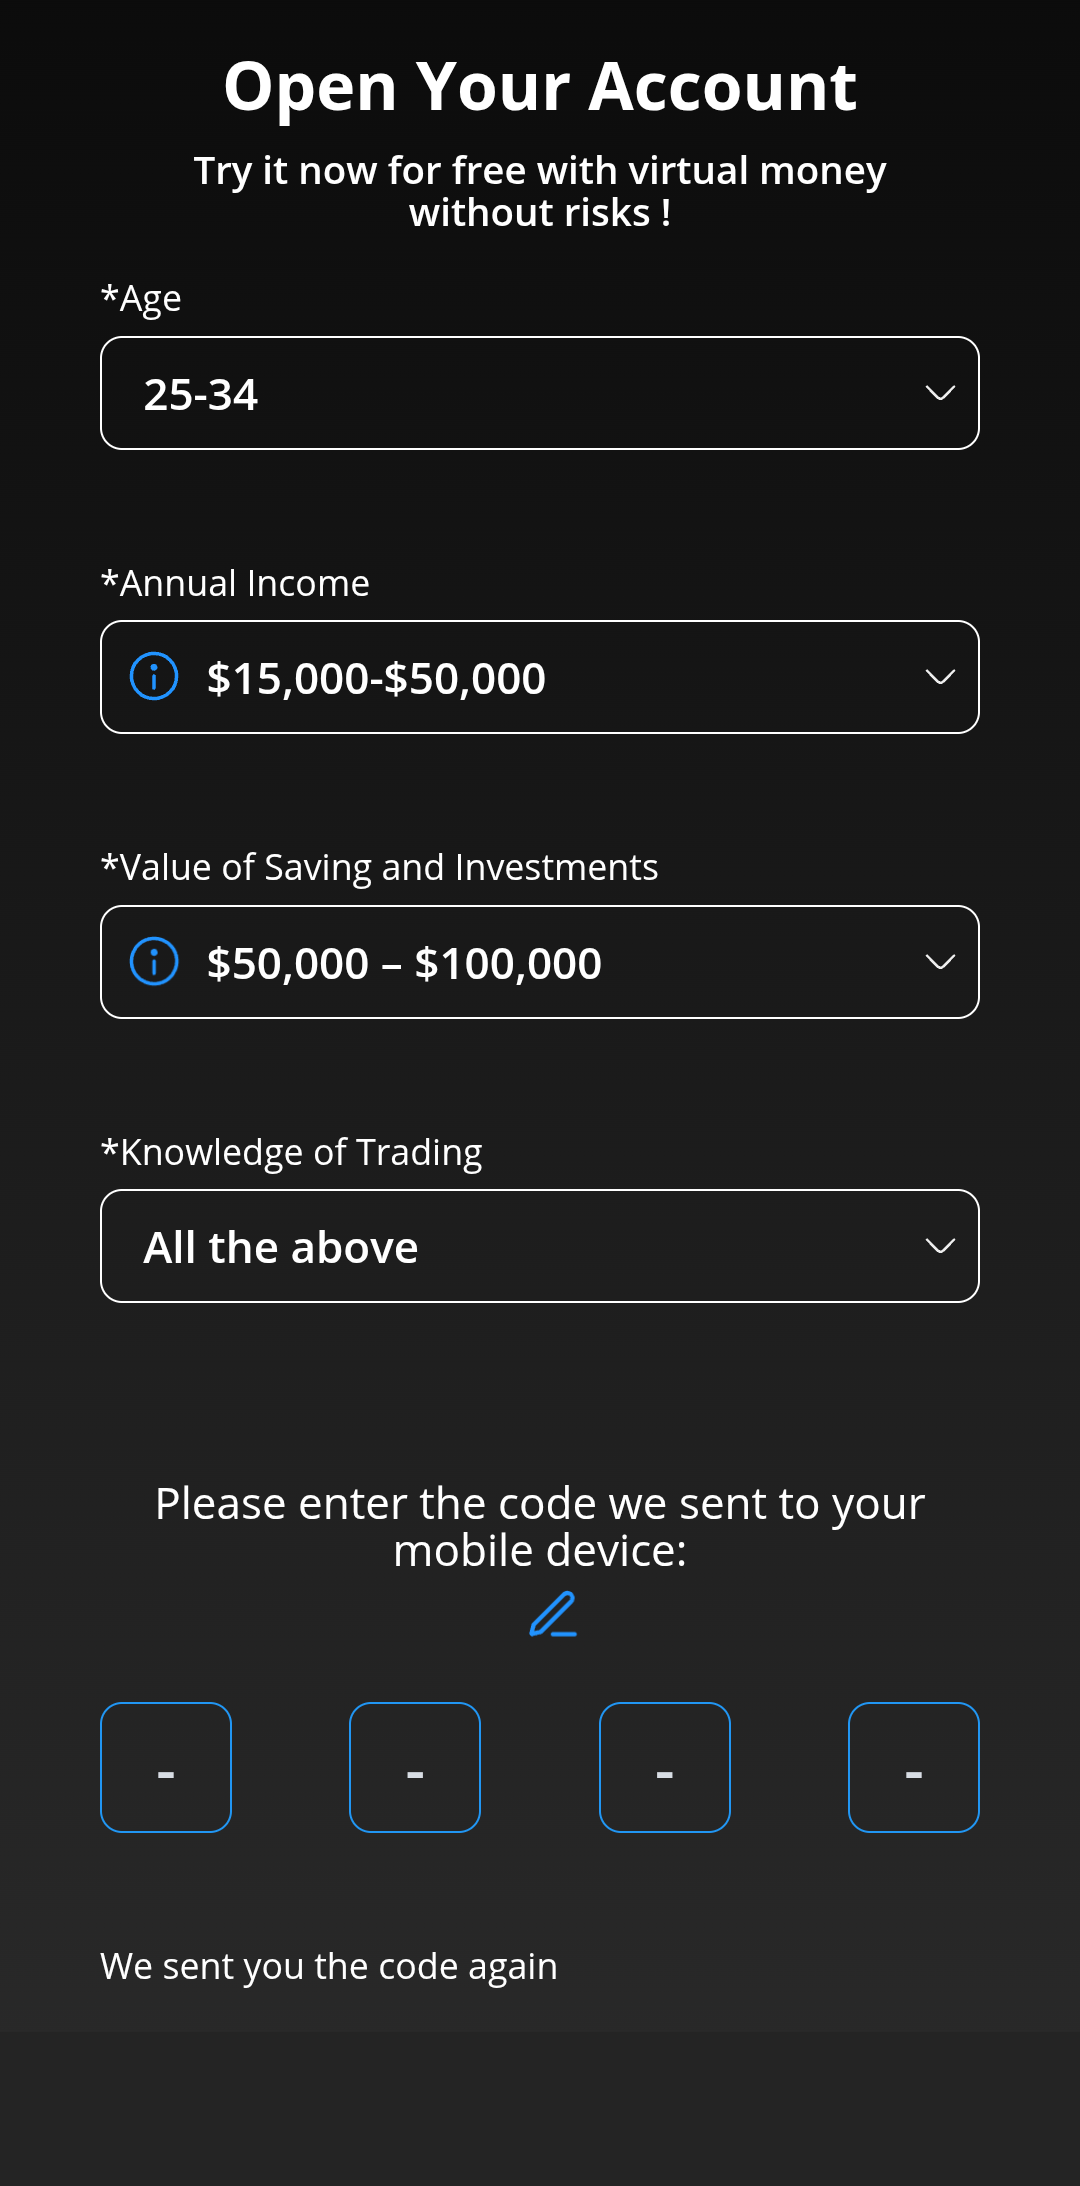 Open Your Account
Try it now for free with virtual money
without risks !
*Age
25-34
*Annual Income
$15,000-$50,000
*Value of Saving and Investments
$50,000 – $100,000
*Knowledge of Trading
All the above
Please enter the code we sent to your
mobile device:
- - - -
We sent you the code again